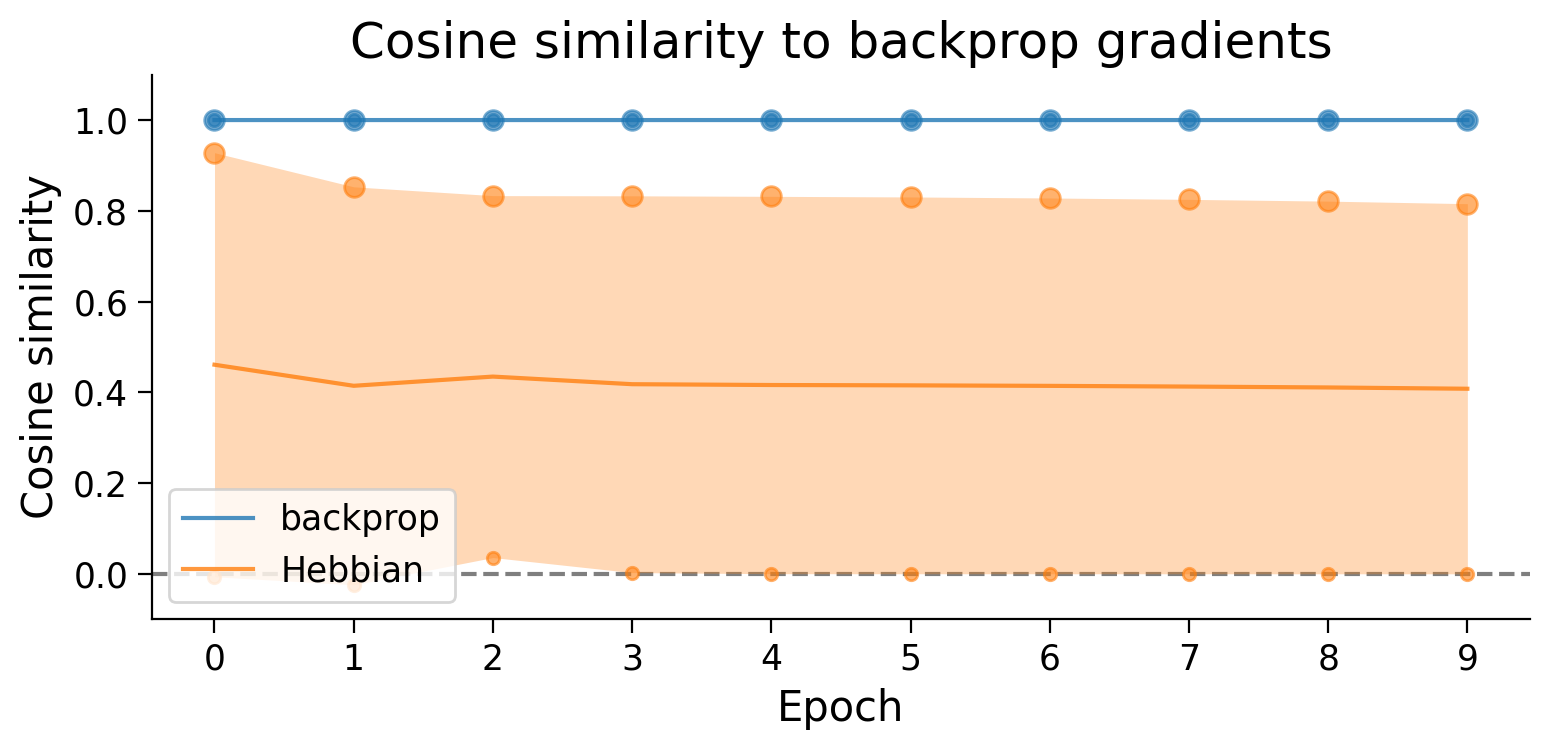 Cosine similarity to backprop gradients
Cosine similarity
1.0
0.8
0.6
0.4
0.2
0.0
backprop
Hebbian
0 1 2 3 4 5 6 7 8 9
Epoch